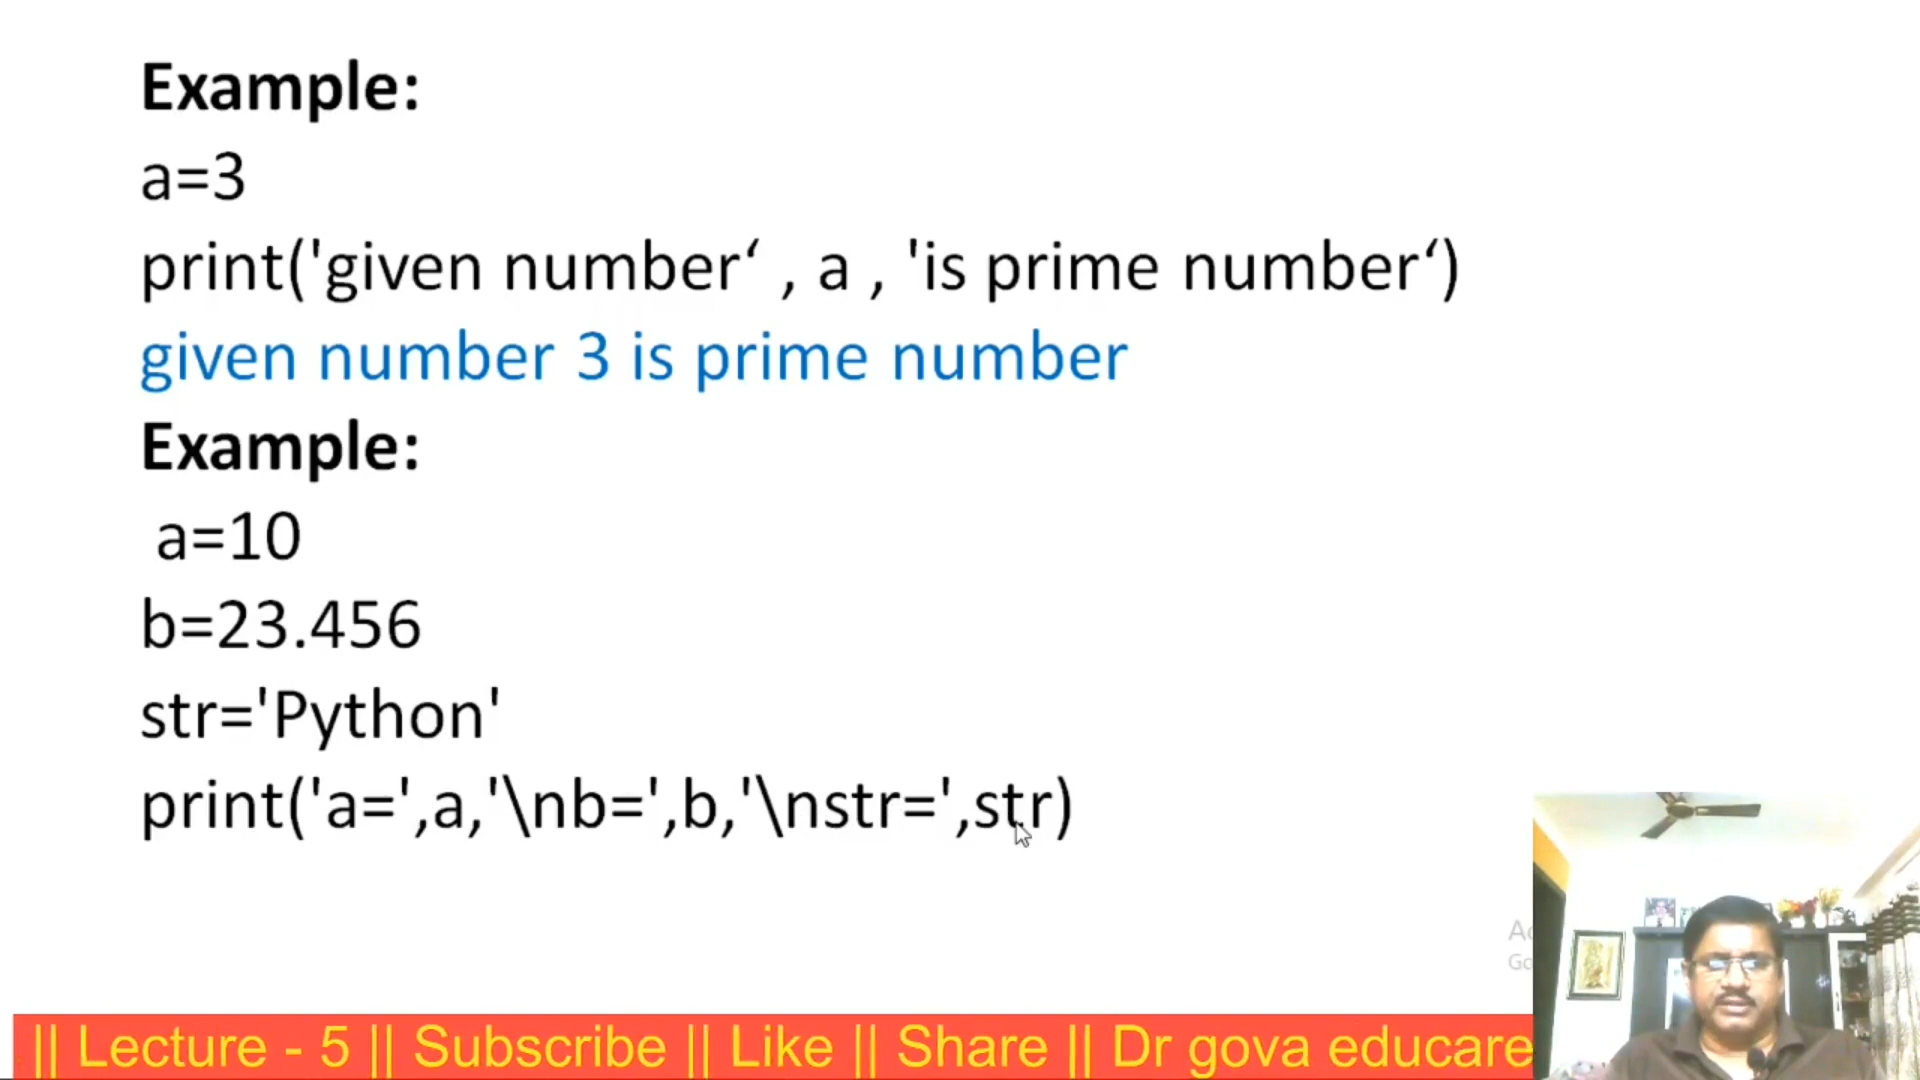 Example:
a=3
print('given number‘ , a , 'is prime number‘)
given number 3 is prime number
Example:
a=10
b=23.456
str='Python'
print('a=',a,'\nb=',b,'\nstr=',str)
|| Lecture - 5 || Subscribe || Like || Share || Dr gova educare